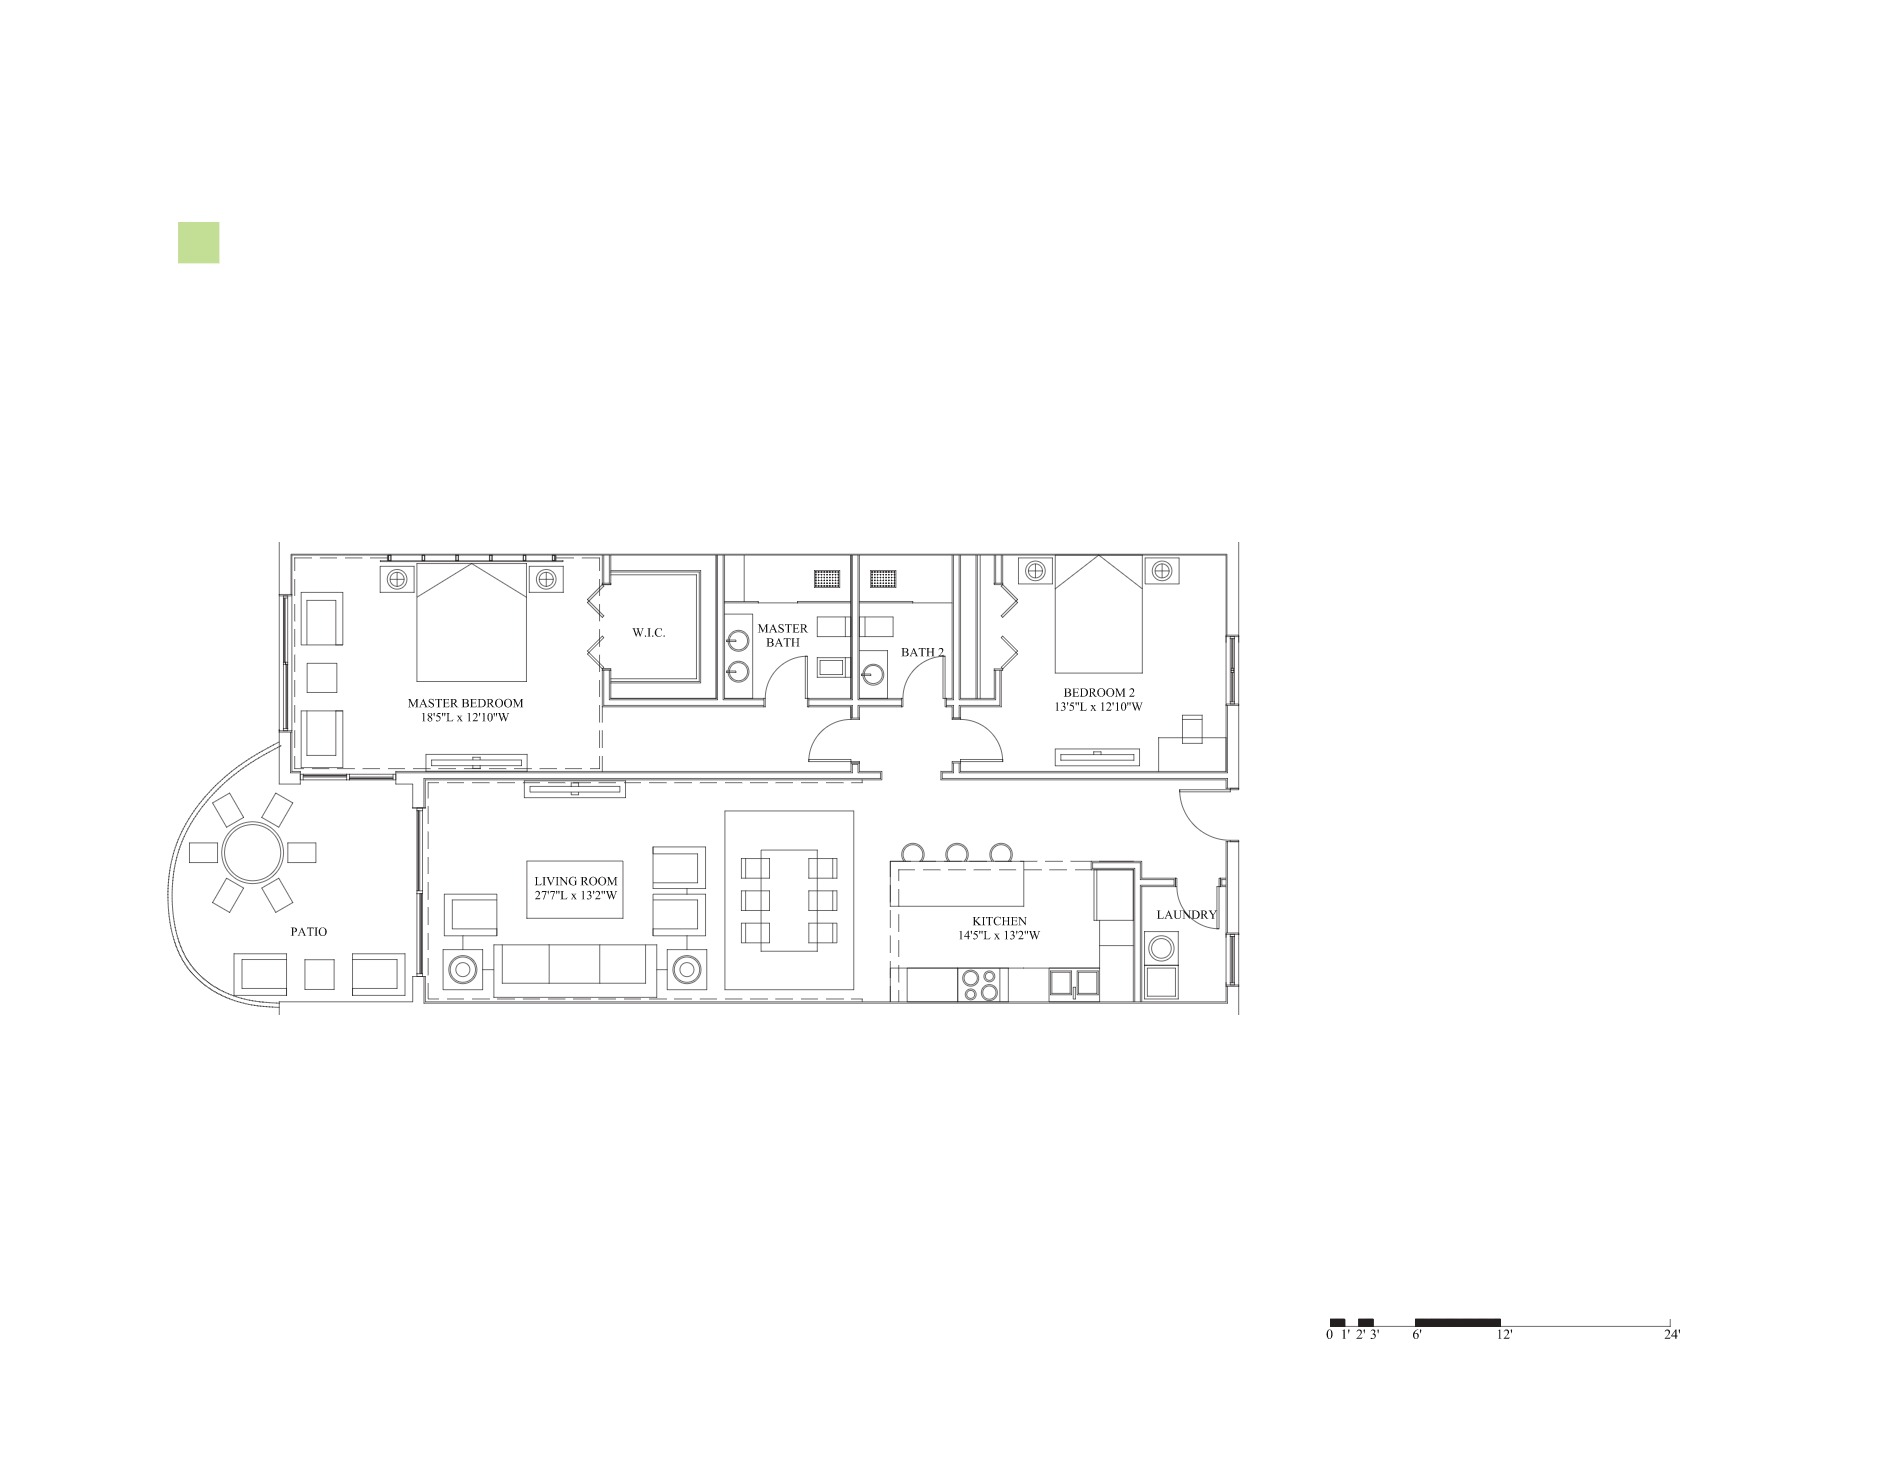 W.I.C.
MASTER
BATH
BATH 2
MASTER BEDROOM
18'5"L x 12'10"W
BEDROOM 2
13'5"L x 12'10"W
LIVING ROOM
27'7"L x 13'2"W
KITCHEN
14'5"L x 13'2"W
LAUNDRY
PATIO
0 1' 2' 3' 6' 12' 24'